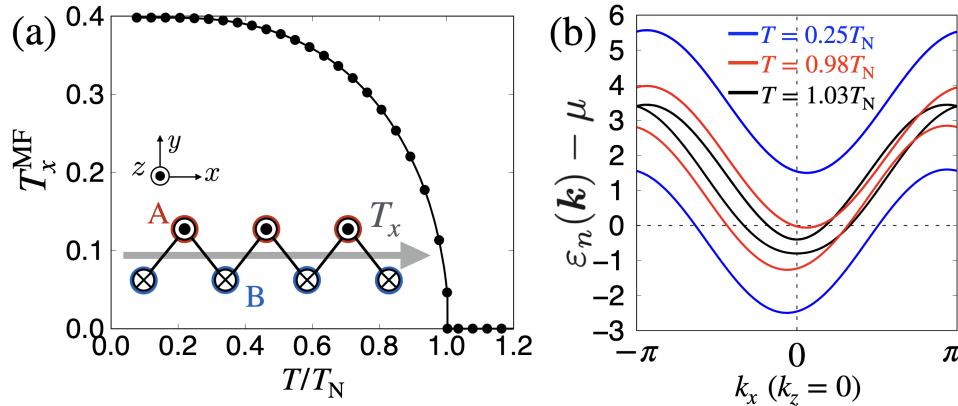 (a)
T_x^MF
0.4
0.3
0.2
0.1
0.0
0.0 0.2 0.4 0.6 0.8 1.0 1.2
T/T_N
y
z x
A
T_x
B
(b)
ε_n(k) − μ
6
5
4
3
2
1
0
−1
−2
−3
T = 0.25T_N
T = 0.98T_N
T = 1.03T_N
−π 0 π
k_x (k_z = 0)